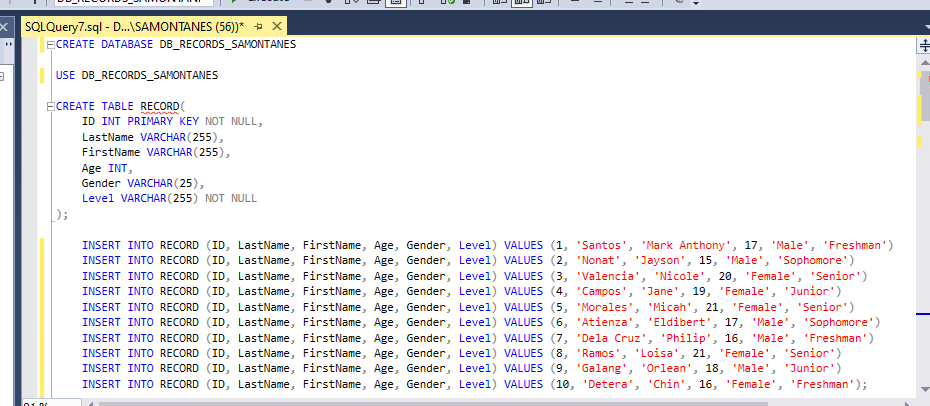 DB_RECORDS_SAMONTANES
SQLQuery7.sql - D...\SAMONTANES (56))*
CREATE DATABASE DB_RECORDS_SAMONTANES
USE DB_RECORDS_SAMONTANES
CREATE TABLE RECORD(
ID INT PRIMARY KEY NOT NULL,
LastName VARCHAR(255),
FirstName VARCHAR(255),
Age INT,
Gender VARCHAR(25),
Level VARCHAR(255) NOT NULL
);
INSERT INTO RECORD (ID, LastName, FirstName, Age, Gender, Level) VALUES (1, 'Santos', 'Mark Anthony', 17, 'Male', 'Freshman')
INSERT INTO RECORD (ID, LastName, FirstName, Age, Gender, Level) VALUES (2, 'Nonat', 'Jayson', 15, 'Male', 'Sophomore')
INSERT INTO RECORD (ID, LastName, FirstName, Age, Gender, Level) VALUES (3, 'Valencia', 'Nicole', 20, 'Female', 'Senior')
INSERT INTO RECORD (ID, LastName, FirstName, Age, Gender, Level) VALUES (4, 'Campos', 'Jane', 19, 'Female', 'Junior')
INSERT INTO RECORD (ID, LastName, FirstName, Age, Gender, Level) VALUES (5, 'Morales', 'Micah', 21, 'Female', 'Senior')
INSERT INTO RECORD (ID, LastName, FirstName, Age, Gender, Level) VALUES (6, 'Atienza', 'Eldibert', 17, 'Male', 'Sophomore')
INSERT INTO RECORD (ID, LastName, FirstName, Age, Gender, Level) VALUES (7, 'Dela Cruz', 'Philip', 16, 'Male', 'Freshman')
INSERT INTO RECORD (ID, LastName, FirstName, Age, Gender, Level) VALUES (8, 'Ramos', 'Loisa', 21, 'Female', 'Senior')
INSERT INTO RECORD (ID, LastName, FirstName, Age, Gender, Level) VALUES (9, 'Galang', 'Orlean', 18, 'Male', 'Junior')
INSERT INTO RECORD (ID, LastName, FirstName, Age, Gender, Level) VALUES (10, 'Detera', 'Chin', 16, 'Female', 'Freshman');